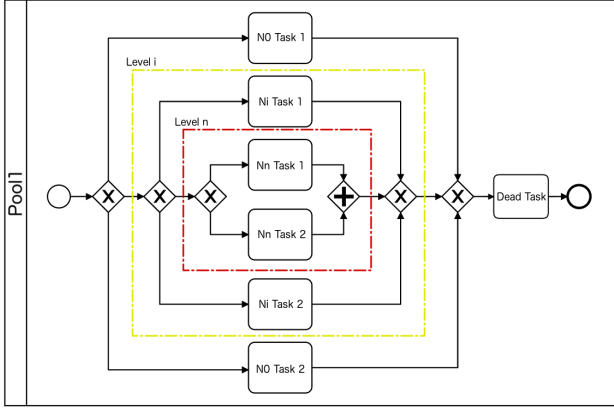 Pool1
N0 Task 1
Level i
Ni Task 1
Level n
Nn Task 1
X
X
X
X
X
Dead Task
Nn Task 2
Ni Task 2
N0 Task 2